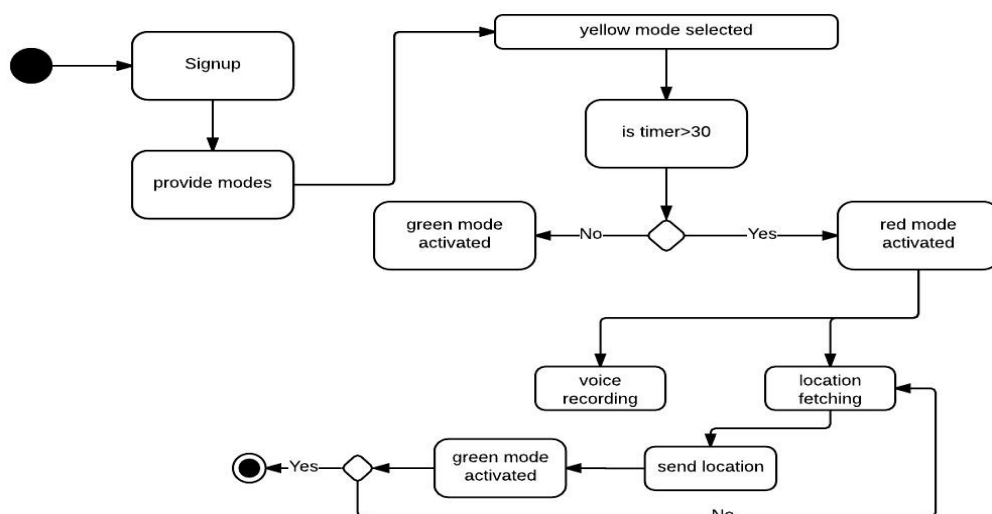 yellow mode selected
Signup
is timer>30
provide modes
green mode
activated
No
Yes
red mode
activated
voice
recording
location
fetching
green mode
activated
send location
Yes
No